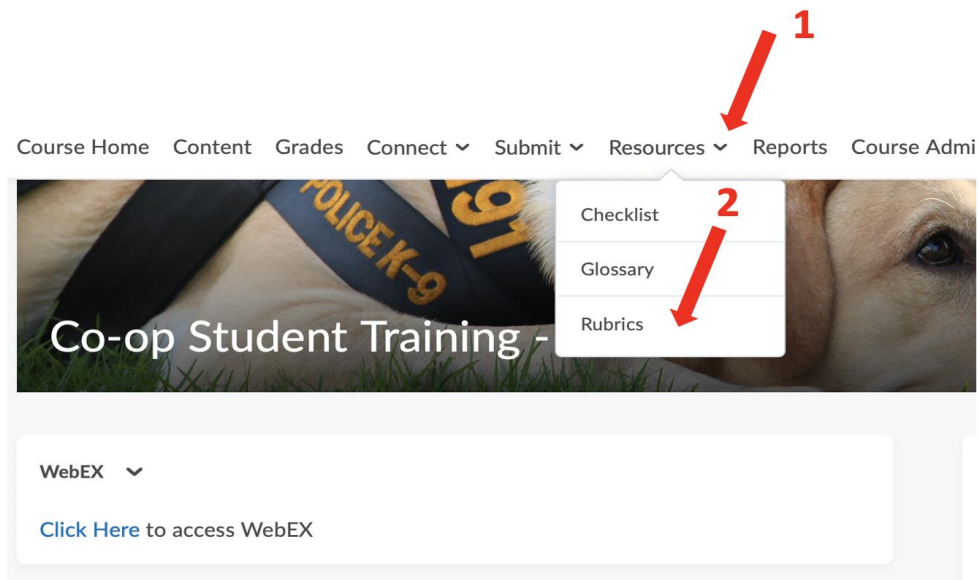 1
Course Home Content Grades Connect Submit Resources Reports Course Admi
POLICE K-9
91
Checklist
2
Glossary
Rubrics
Co-op Student Training -
WebEX
Click Here to access WebEX